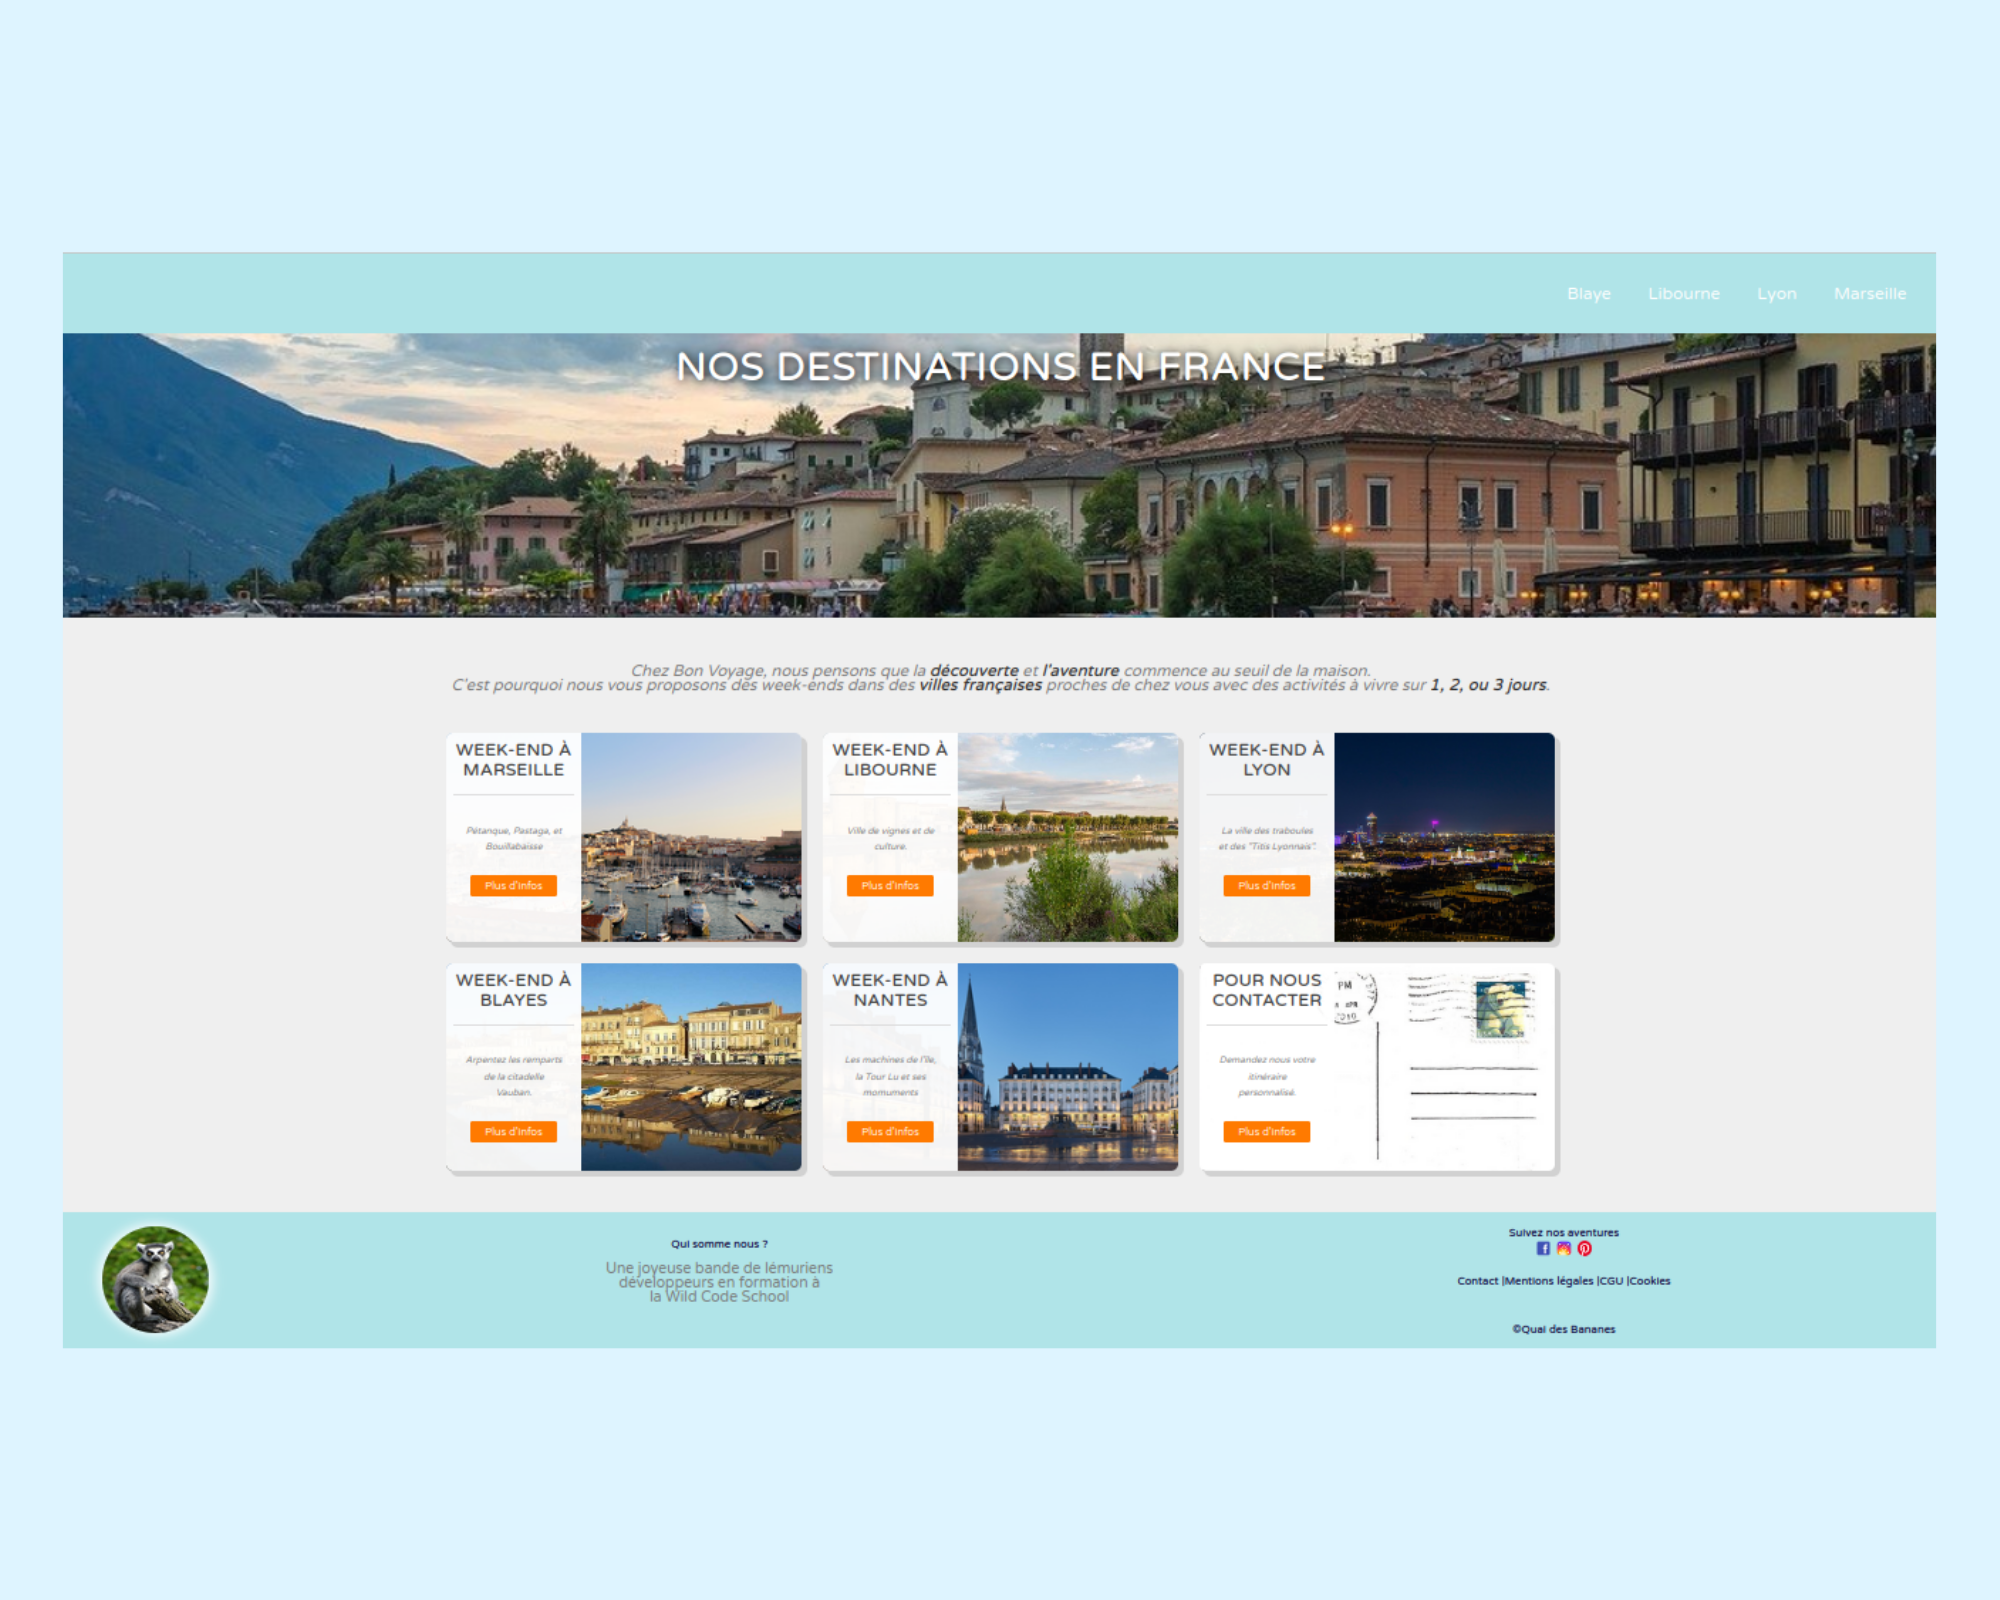 Blaye Libourne Lyon Marseille
NOS DESTINATIONS EN FRANCE
Chez Bon Voyage, nous pensons que la découverte et l'aventure commence au seuil de la maison.
C'est pourquoi nous vous proposons des week-ends dans des villes françaises proches de chez vous avec des activités à vivre sur 1, 2, ou 3 jours.
WEEK-END À
MARSEILLE
Pétanque, Pastaga, et
Bouillabaisse
Plus d'infos
WEEK-END À
LIBOURNE
Ville de vignes et de
culture.
Plus d'infos
WEEK-END À
LYON
La ville des traboules
et des "Titis Lyonnais".
Plus d'infos
WEEK-END À
BLAYES
Arpentez les remparts
de la citadelle
Vauban.
Plus d'infos
WEEK-END À
NANTES
Les machines de l'île,
la Tour Lu et ses
momuments
Plus d'infos
POUR NOUS
CONTACTER
Demandez nous votre
itinéraire
personnalisé.
Plus d'infos
PM
APR
2010
Qui somme nous ?
Une joyeuse bande de lémuriens
développeurs en formation à
la Wild Code School
Suivez nos aventures
Contact |Mentions légales |CGU |Cookies
©Quai des Bananes